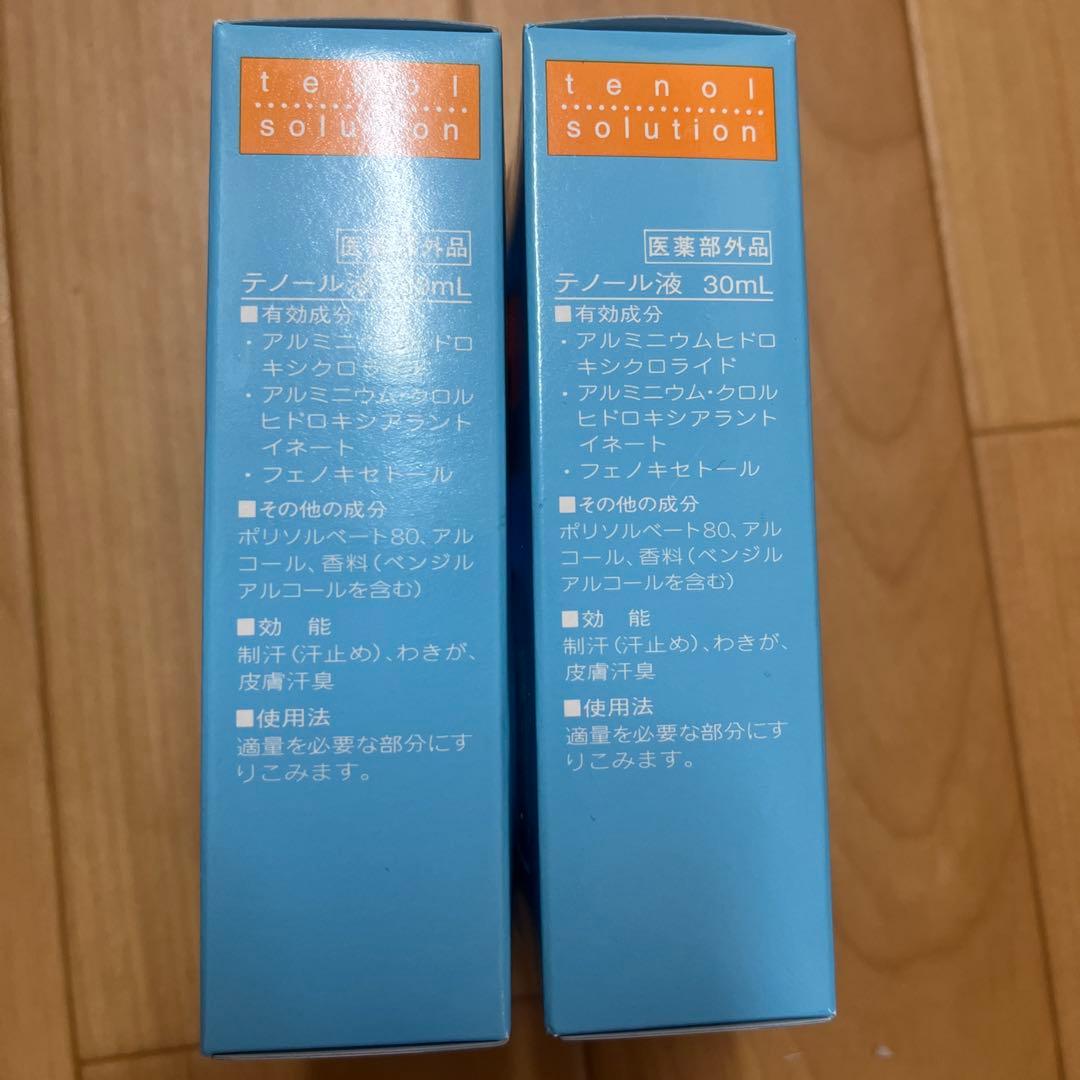 tenol
solution
医薬部外品
テノール液 mL
■有効成分
・アルミニ ドロ
キシクロ ド
・アルミニウム・クロル
ヒドロキシアラント
イネート
・フェノキセトール
■その他の成分
ポリソルベート80、アル
コール、香料(ベンジル
アルコールを含む)
■効 能
制汗(汗止め)、わきが、
皮膚汗臭
■使用法
適量を必要な部分にす
りこみます。
tenol
solution
医薬部外品
テノール液 30mL
■有効成分
・アルミニウムヒドロ
キシクロライド
・アルミニウム・クロル
ヒドロキシアラント
イネート
・フェノキセトール
■その他の成分
ポリソルベート80、アル
コール、香料(ベンジル
アルコールを含む)
■効 能
制汗(汗止め)、わきが、
皮膚汗臭
■使用法
適量を必要な部分にす
りこみます。